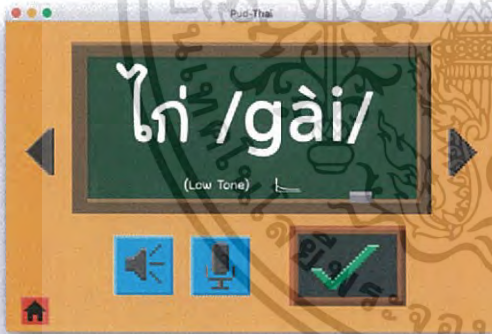 Pud-Thai
ไก่ /gài/
(Low Tone)